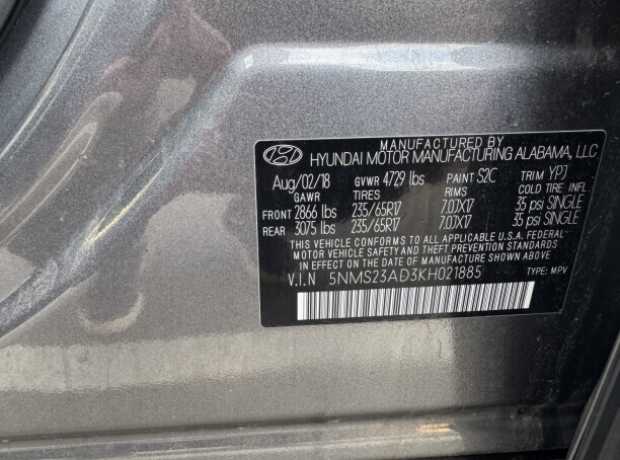 MANUFACTURED BY
HYUNDAI MOTOR MANUFACTURING ALABAMA, LLC
Aug/02/18 GVWR 4729 lbs PAINT S2C TRIM YPJ
GAWR TIRES RIMS COLD TIRE INFL
FRONT 2866 lbs 235/65R17 7.0JX17 35 psi SINGLE
REAR 3075 lbs 235/65R17 7.0JX17 35 psi SINGLE
THIS VEHICLE CONFORMS TO ALL APPLICABLE U.S.A. FEDERAL
MOTOR VEHICLE SAFETY AND THEFT PREVENTION STANDARDS
IN EFFECT ON THE DATE OF MANUFACTURE SHOWN ABOVE
V.I.N 5NMS23AD3KH021885 TYPE: MPV